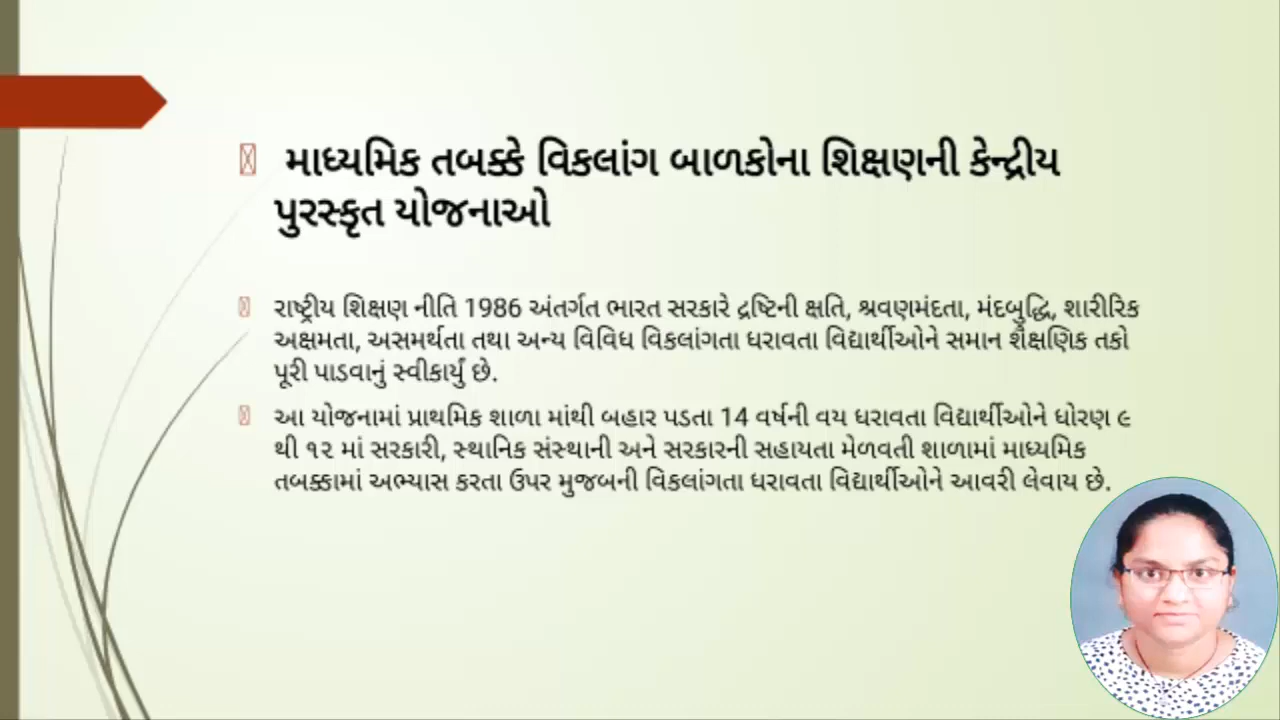 માધ્યમિક તબક્કે વિકલાંગ બાળકોના શિક્ષણની કેન્દ્રીય
પુરસ્કૃત યોજનાઓ
રાષ્ટ્રીય શિક્ષણ નીતિ 1986 અંતર્ગત ભારત સરકારે દ્રષ્ટિની ક્ષતિ, શ્રવણમંદતા, મંદબુદ્ધિ, શારીરિક
અક્ષમતા, અસમર્થતા તથા અન્ય વિવિધ વિકલાંગતા ધરાવતા વિદ્યાર્થીઓને સમાન શૈક્ષણિક તકો
પૂરી પાડવાનું સ્વીકાર્યું છે.
આ યોજનામાં પ્રાથમિક શાળા માંથી બહાર પડતા 14 વર્ષની વય ધરાવતા વિદ્યાર્થીઓને ધોરણ ૯
થી ૧૨ માં સરકારી, સ્થાનિક સંસ્થાની અને સરકારની સહાયતા મેળવતી શાળામાં માધ્યમિક
તબક્કામાં અભ્યાસ કરતા ઉપર મુજબની વિકલાંગતા ધરાવતા વિદ્યાર્થીઓને આવરી લેવાય છે.